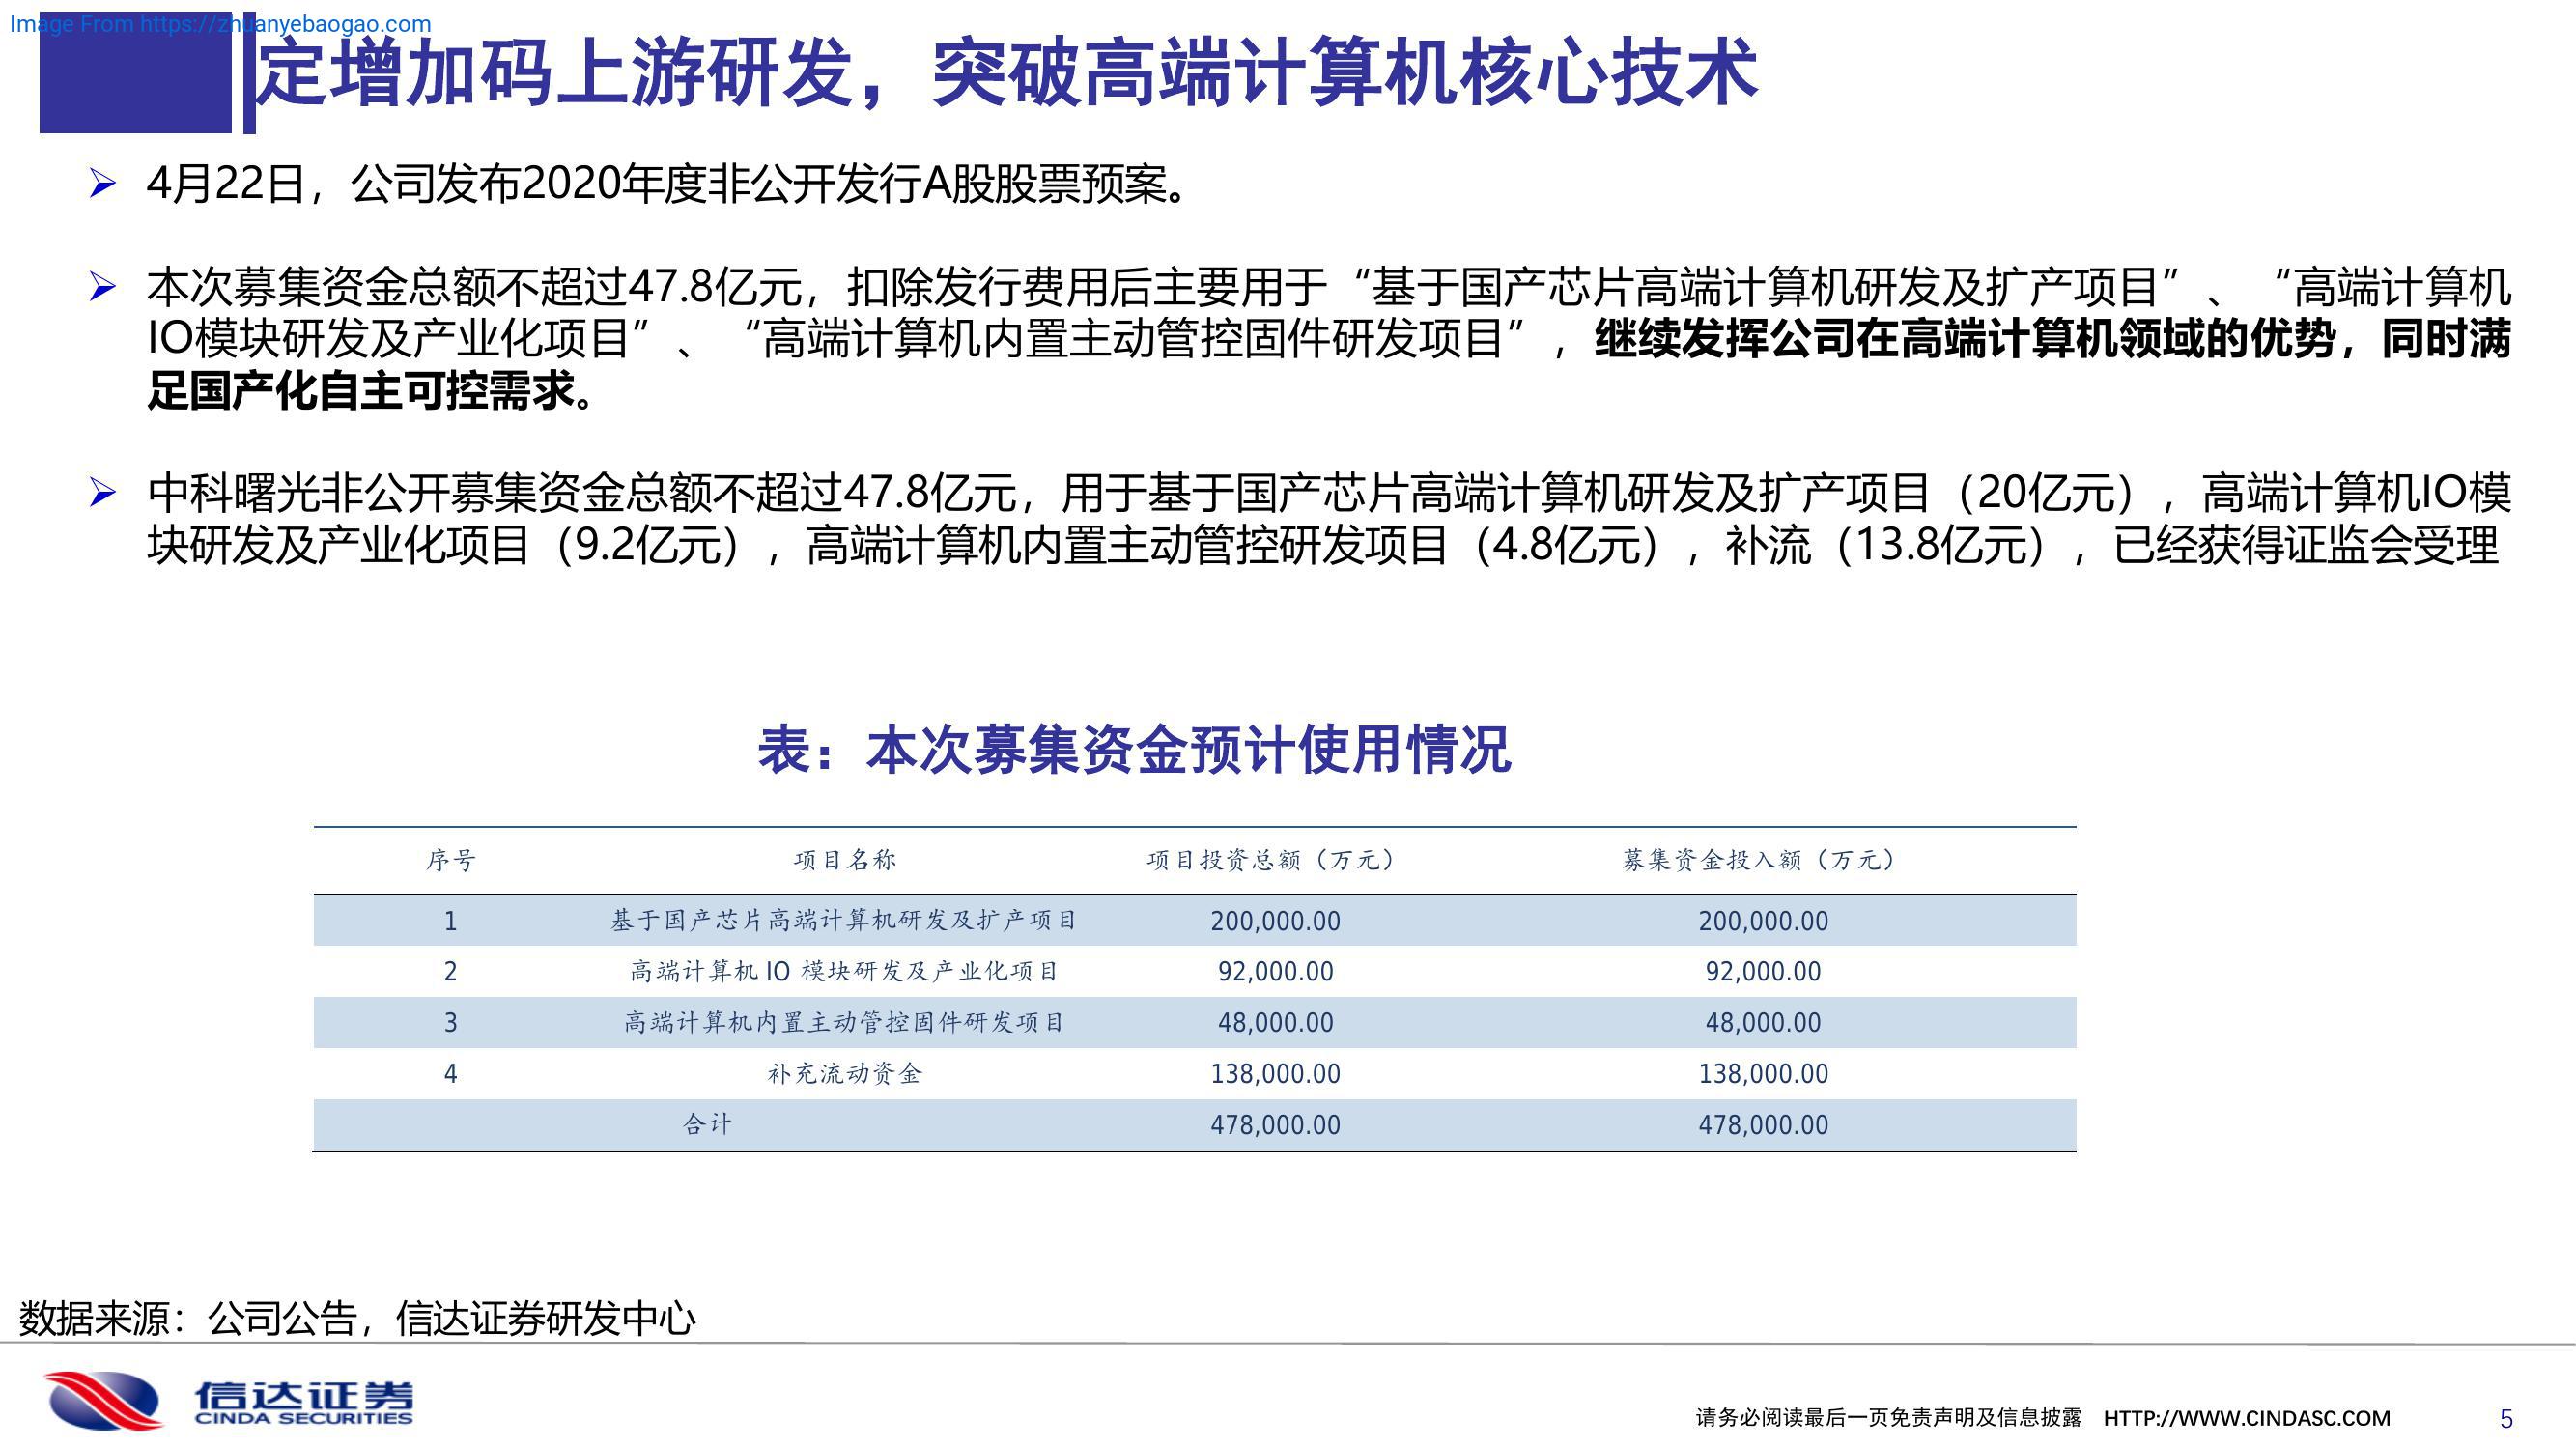 Image From https://zhuanyebaogao.com
定增加码上游研发，突破高端计算机核心技术
4月22日，公司发布2020年度非公开发行A股股票预案。
本次募集资金总额不超过47.8亿元，扣除发行费用后主要用于“基于国产芯片高端计算机研发及扩产项目”、“高端计算机
IO模块研发及产业化项目”、“高端计算机内置主动管控固件研发项目”，继续发挥公司在高端计算机领域的优势，同时满
足国产化自主可控需求。
中科曙光非公开募集资金总额不超过47.8亿元，用于基于国产芯片高端计算机研发及扩产项目（20亿元），高端计算机IO模
块研发及产业化项目（9.2亿元），高端计算机内置主动管控研发项目（4.8亿元），补流（13.8亿元），已经获得证监会受理
表：本次募集资金预计使用情况
序号 项目名称 项目投资总额（万元） 募集资金投入额（万元）
1 基于国产芯片高端计算机研发及扩产项目 200,000.00 200,000.00
2 高端计算机 IO 模块研发及产业化项目 92,000.00 92,000.00
3 高端计算机内置主动管控固件研发项目 48,000.00 48,000.00
4 补充流动资金 138,000.00 138,000.00
合计 478,000.00 478,000.00
数据来源：公司公告，信达证券研发中心
信达证券
CINDA SECURITIES
请务必阅读最后一页免责声明及信息披露 HTTP://WWW.CINDASC.COM 5